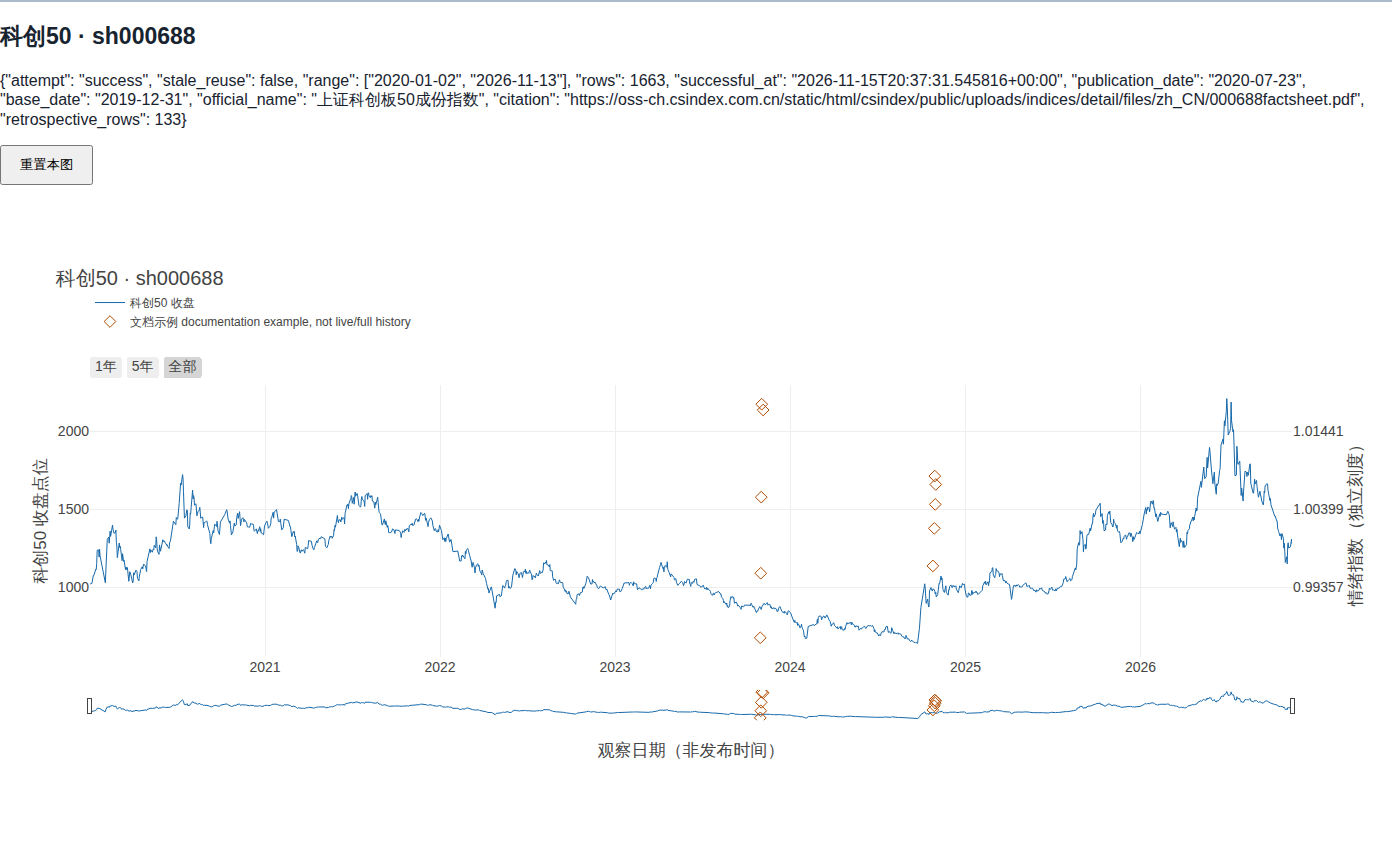 科创50 · sh000688
{"attempt": "success", "stale_reuse": false, "range": ["2020-01-02", "2026-11-13"], "rows": 1663, "successful_at": "2026-11-15T20:37:31.545816+00:00", "publication_date": "2020-07-23",
"base_date": "2019-12-31", "official_name": "上证科创板50成份指数", "citation": "https://oss-ch.csindex.com.cn/static/html/csindex/public/uploads/indices/detail/files/zh_CN/000688factsheet.pdf",
"retrospective_rows": 133}
重置本图
科创50 · sh000688
科创50 收盘
文档示例 documentation example, not live/full history
1年 5年 全部
科创50 收盘点位
2000
1500
1000
1.01441
1.00399
0.99357
情绪指数（独立刻度）
2021 2022 2023 2024 2025 2026
观察日期（非发布时间）